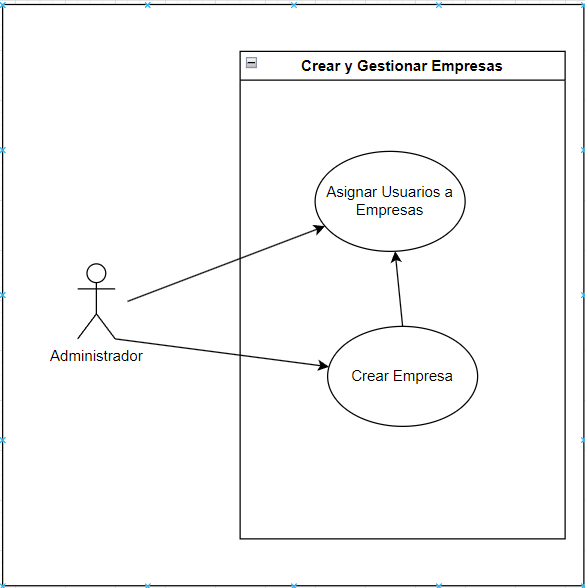 Crear y Gestionar Empresas
Asignar Usuarios a
Empresas
Administrador
Crear Empresa